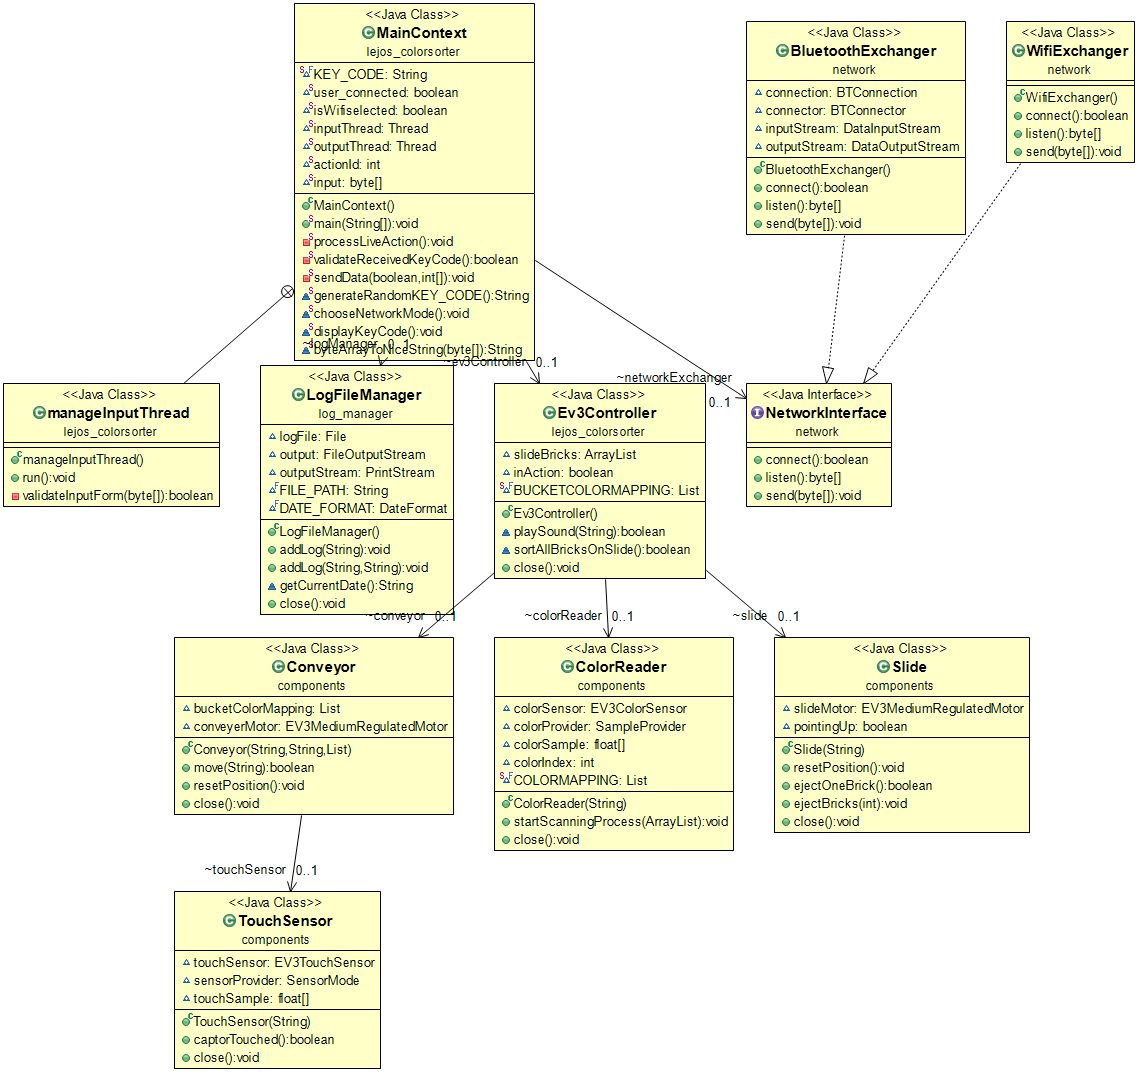 <<Java Class>>
MainContext
lejos_colorsorter
KEY_CODE: String
user_connected: boolean
isWifiselected: boolean
inputThread: Thread
outputThread: Thread
actionId: int
input: byte[]
MainContext()
main(String[]):void
processLiveAction():void
validateReceivedKeyCode():boolean
sendData(boolean,int[]):void
generateRandomKEY_CODE():String
chooseNetworkMode():void
displayKeyCode():void
byteArrayToNiceString(byte[]):String
<<Java Class>>
BluetoothExchanger
network
connection: BTConnection
connector: BTConnector
inputStream: DataInputStream
outputStream: DataOutputStream
BluetoothExchanger()
connect():boolean
listen():byte[]
send(byte[]):void
<<Java Class>>
WifiExchanger
network
WifiExchanger()
connect():boolean
listen():byte[]
send(byte[]):void
~logManager 0..1
~ev3Controller 0..1
~networkExchanger
0..1
<<Java Class>>
manageInputThread
lejos_colorsorter
manageInputThread()
run():void
validateInputForm(byte[]):boolean
<<Java Class>>
LogFileManager
log_manager
logFile: File
output: FileOutputStream
outputStream: PrintStream
FILE_PATH: String
DATE_FORMAT: DateFormat
LogFileManager()
addLog(String):void
addLog(String,String):void
getCurrentDate():String
close():void
<<Java Class>>
Ev3Controller
lejos_colorsorter
slideBricks: ArrayList
inAction: boolean
BUCKETCOLORMAPPING: List
Ev3Controller()
playSound(String):boolean
sortAllBricksOnSlide():boolean
close():void
<<Java Interface>>
NetworkInterface
network
connect():boolean
listen():byte[]
send(byte[]):void
~conveyor 0..1
~colorReader 0..1
~slide 0..1
<<Java Class>>
Conveyor
components
bucketColorMapping: List
conveyerMotor: EV3MediumRegulatedMotor
Conveyor(String,String,List)
move(String):boolean
resetPosition():void
close():void
<<Java Class>>
ColorReader
components
colorSensor: EV3ColorSensor
colorProvider: SampleProvider
colorSample: float[]
colorIndex: int
COLORMAPPING: List
ColorReader(String)
startScanningProcess(ArrayList):void
close():void
<<Java Class>>
Slide
components
slideMotor: EV3MediumRegulatedMotor
pointingUp: boolean
Slide(String)
resetPosition():void
ejectOneBrick():boolean
ejectBricks(int):void
close():void
~touchSensor 0..1
<<Java Class>>
TouchSensor
components
touchSensor: EV3TouchSensor
sensorProvider: SensorMode
touchSample: float[]
TouchSensor(String)
captorTouched():boolean
close():void